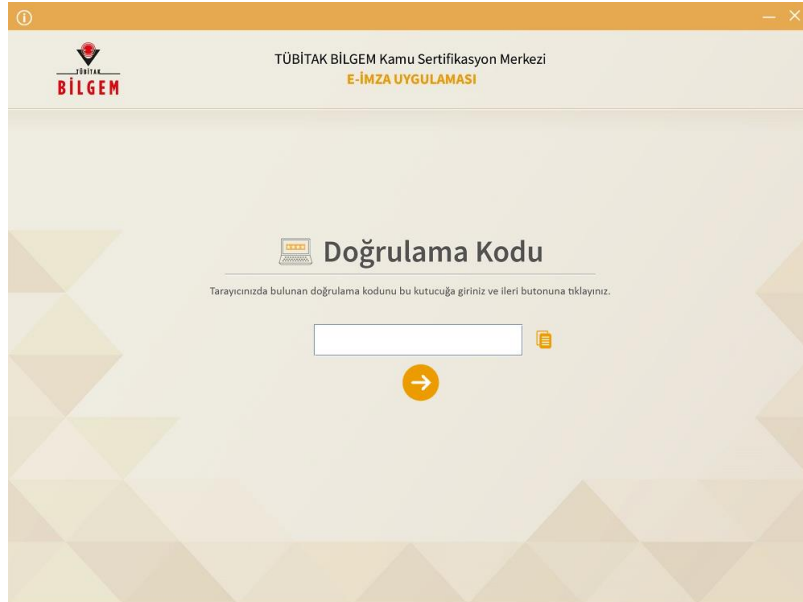 TÜBİTAK
BİLGEM
TÜBİTAK BİLGEM Kamu Sertifikasyon Merkezi
E-İMZA UYGULAMASI
Doğrulama Kodu
Tarayıcınızda bulunan doğrulama kodunu bu kutucuğa giriniz ve ileri butonuna tıklayınız.